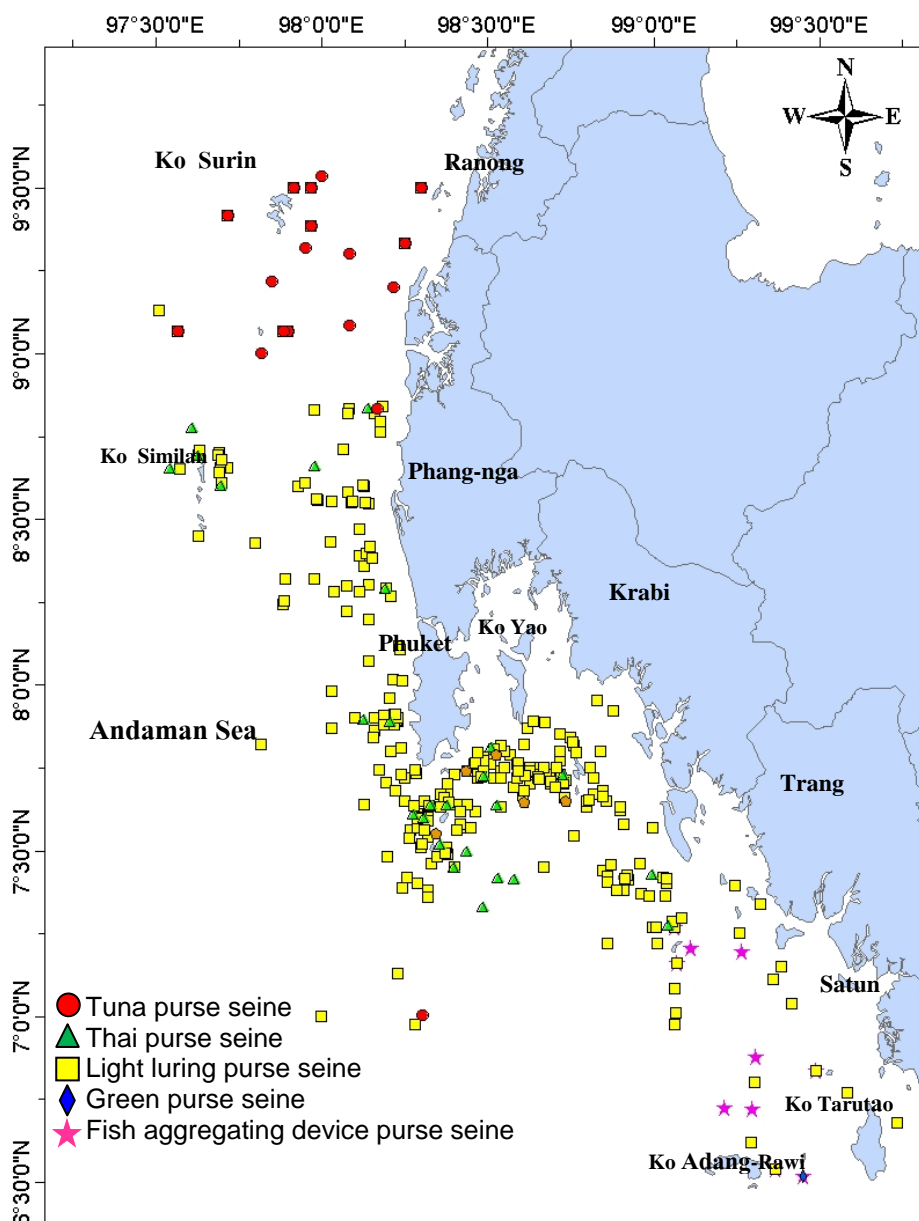 97°30'0"E 98°0'0"E 98°30'0"E 99°0'0"E 99°30'0"E
N
W E
S
Ko Surin
Ranong
9°30'0"N
9°0'0"N
Ko Similan
Phang-nga
8°30'0"N
Krabi
Ko Yao
Phuket
8°0'0"N
Andaman Sea
Trang
7°30'0"N
Satun
Tuna purse seine
7°0'0"N
Thai purse seine
Light luring purse seine
Green purse seine
Ko Tarutao
Fish aggregating device purse seine
Ko Adang-Rawi
6°30'0"N